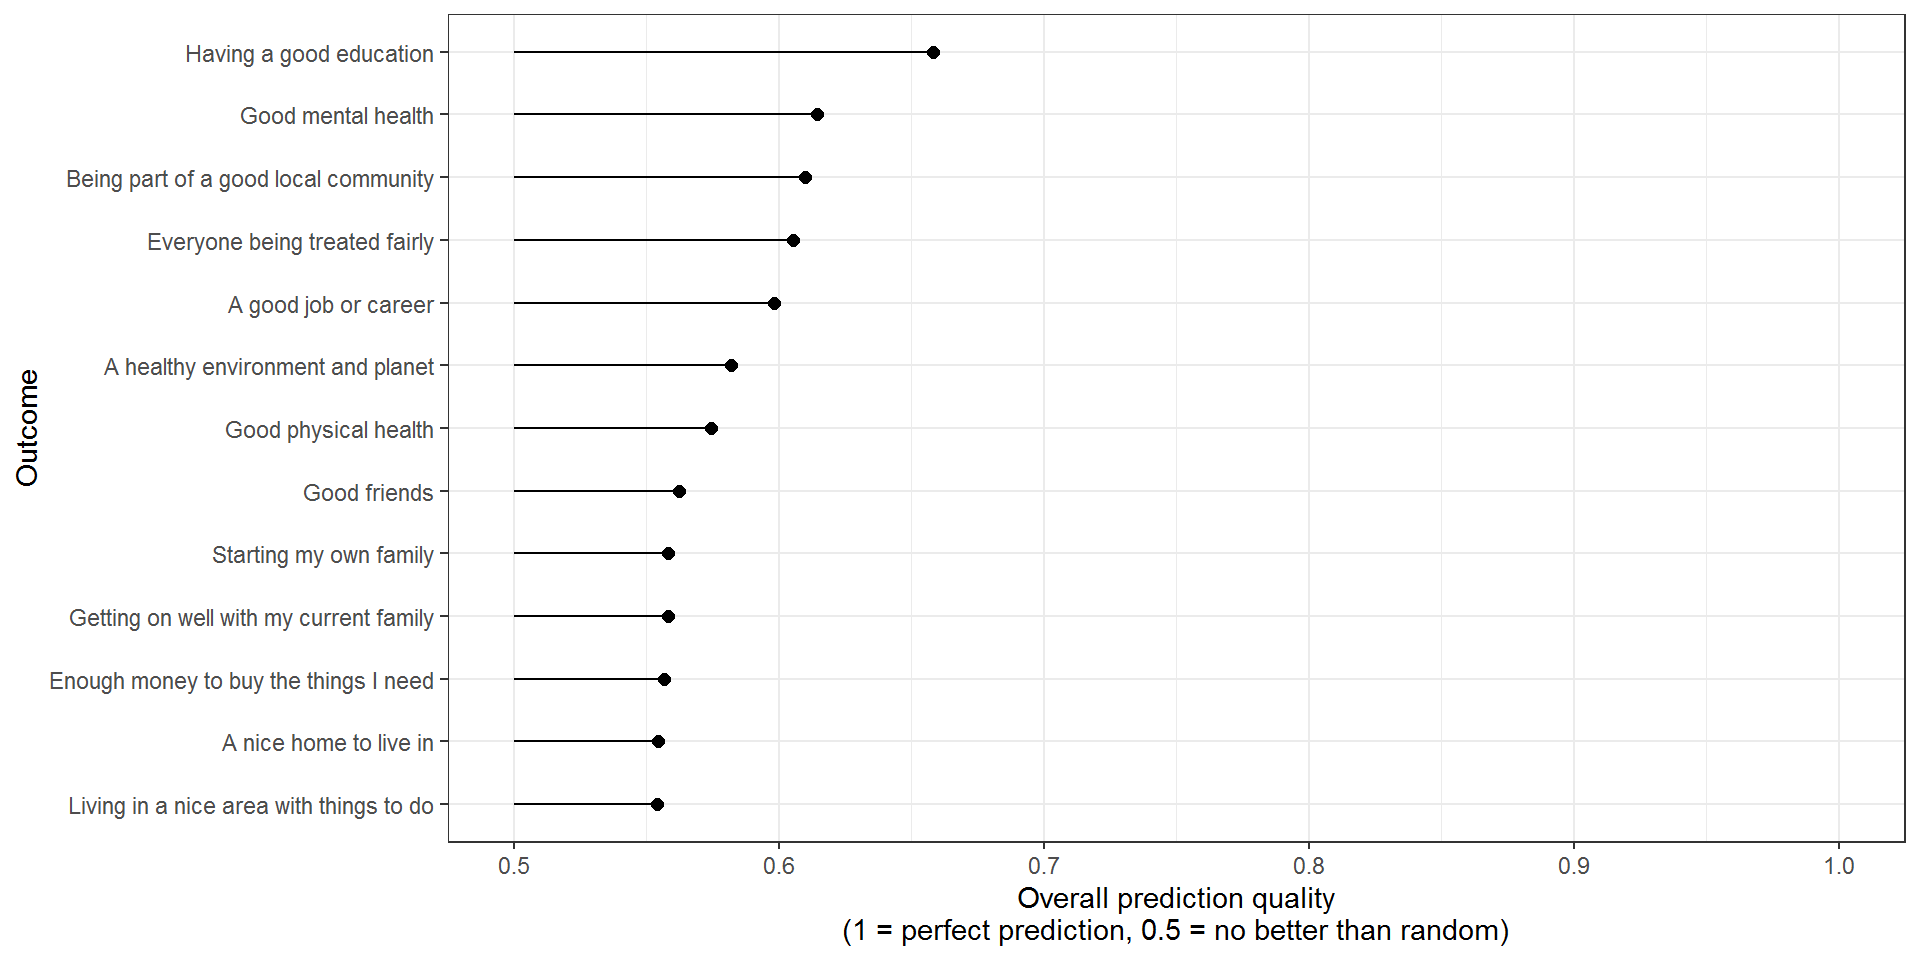 Having a good education
Good mental health
Being part of a good local community
Everyone being treated fairly
A good job or career
A healthy environment and planet
Good physical health
Good friends
Starting my own family
Getting on well with my current family
Enough money to buy the things I need
A nice home to live in
Living in a nice area with things to do
Outcome
0.5 0.6 0.7 0.8 0.9 1.0
Overall prediction quality
(1 = perfect prediction, 0.5 = no better than random)